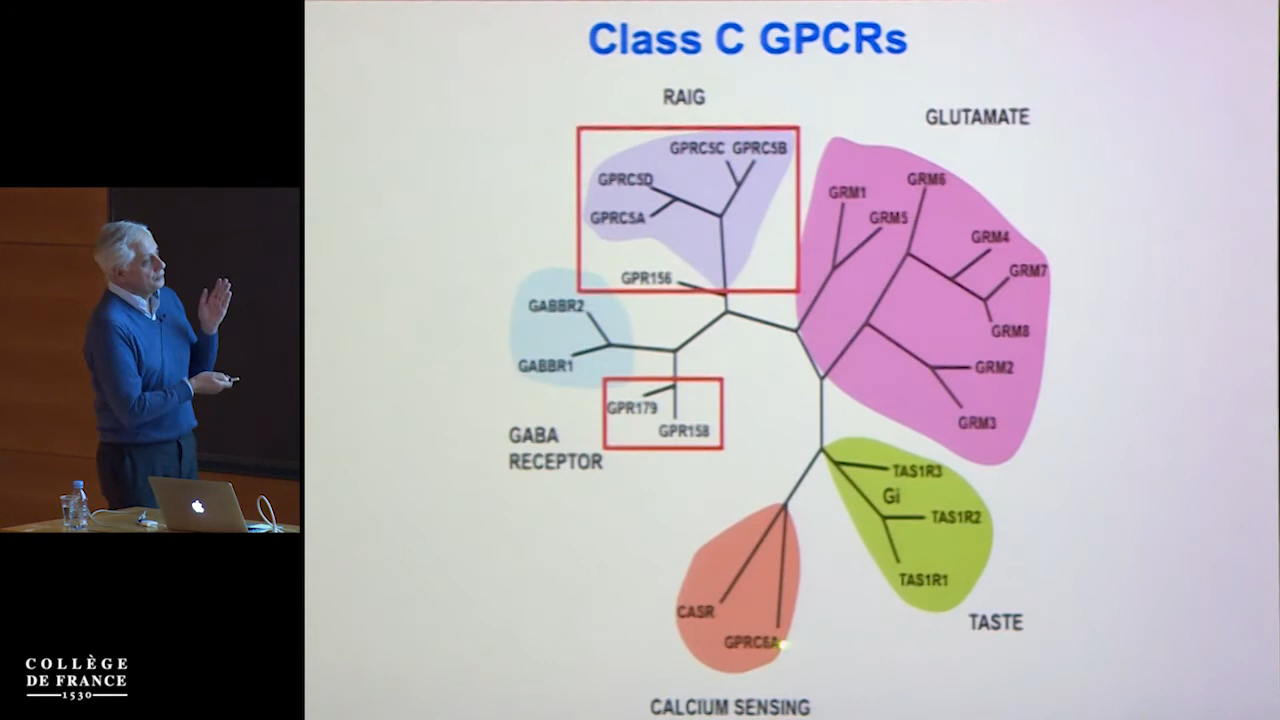 Class C GPCRs
RAIG
GLUTAMATE
GPRC5C GPRC5B
GPRC5D
GPRC5A
GRM1
GRM6
GRM5
GRM4
GRM7
GRM8
GRM2
GRM3
GPR156
GABBR2
GABBR1
GPR179
GPR158
GABA
RECEPTOR
TAS1R3
Gi
TAS1R2
TAS1R1
TASTE
CASR
GPRC6A
CALCIUM SENSING
COLLÈGE
DE FRANCE
1530